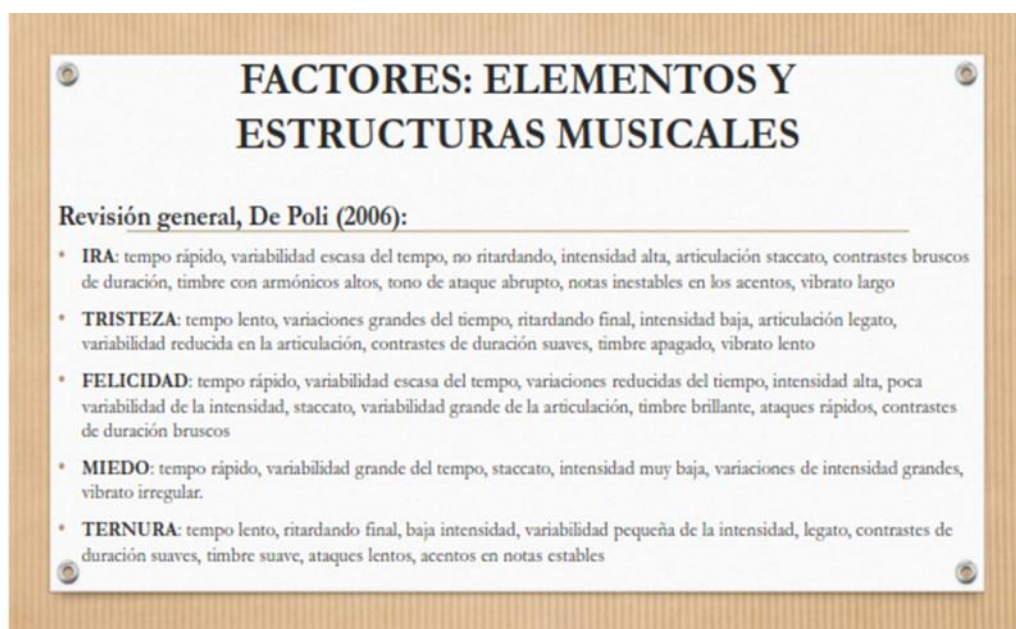 FACTORES: ELEMENTOS Y
ESTRUCTURAS MUSICALES
Revisión general, De Poli (2006):
• IRA: tempo rápido, variabilidad escasa del tempo, no ritardando, intensidad alta, articulación staccato, contrastes bruscos
de duración, timbre con armónicos altos, tono de ataque abrupto, notas inestables en los acentos, vibrato largo
• TRISTEZA: tempo lento, variaciones grandes del tiempo, ritardando final, intensidad baja, articulación legato,
variabilidad reducida en la articulación, contrastes de duración suaves, timbre apagado, vibrato lento
• FELICIDAD: tempo rápido, variabilidad escasa del tempo, variaciones reducidas del tiempo, intensidad alta, poca
variabilidad de la intensidad, staccato, variabilidad grande de la articulación, timbre brillante, ataques rápidos, contrastes
de duración bruscos
• MIEDO: tempo rápido, variabilidad grande del tempo, staccato, intensidad muy baja, variaciones de intensidad grandes,
vibrato irregular.
• TERNURA: tempo lento, ritardando final, baja intensidad, variabilidad pequeña de la intensidad, legato, contrastes de
duración suaves, timbre suave, ataques lentos, acentos en notas estables